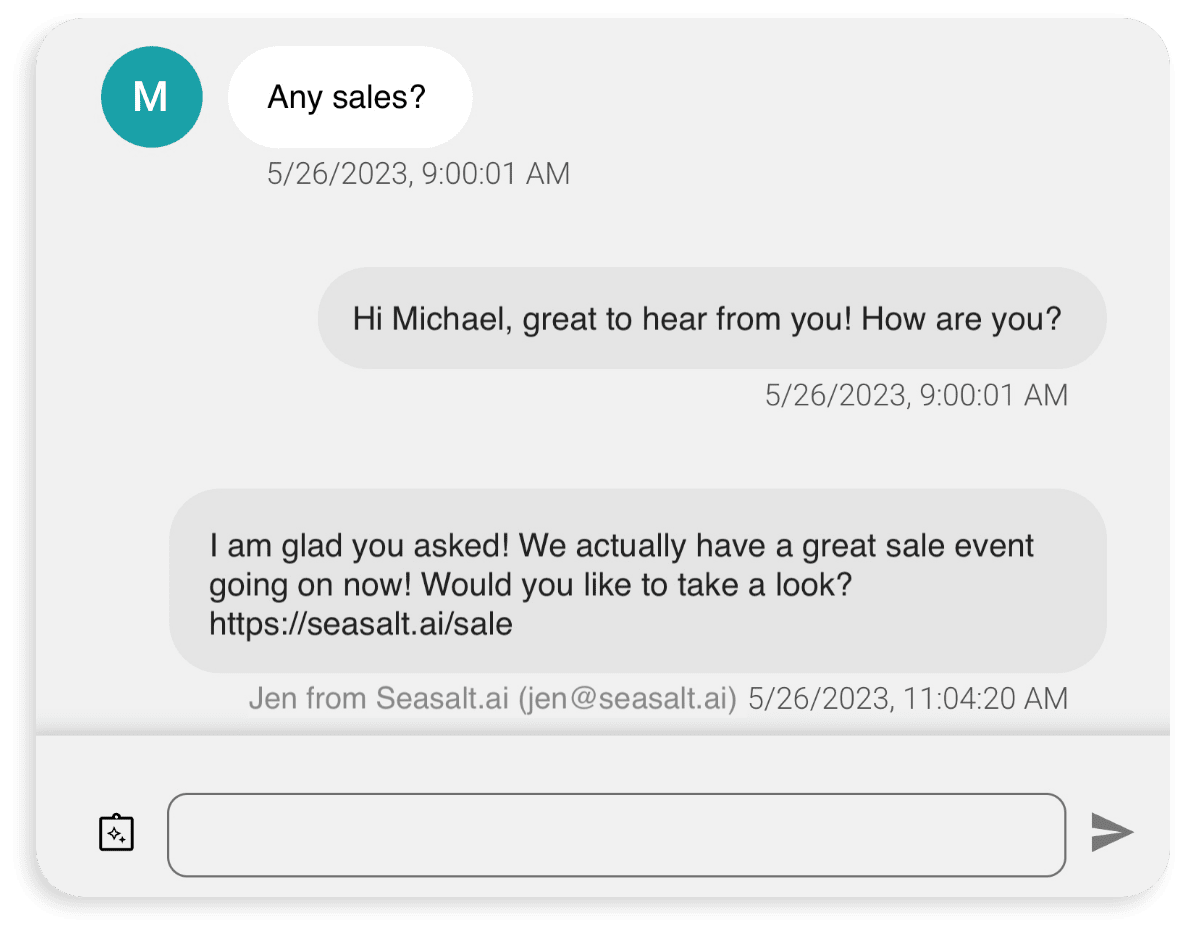 M
Any sales?
5/26/2023, 9:00:01 AM
Hi Michael, great to hear from you! How are you?
5/26/2023, 9:00:01 AM
I am glad you asked! We actually have a great sale event
going on now! Would you like to take a look?
https://seasalt.ai/sale
Jen from Seasalt.ai (jen@seasalt.ai) 5/26/2023, 11:04:20 AM